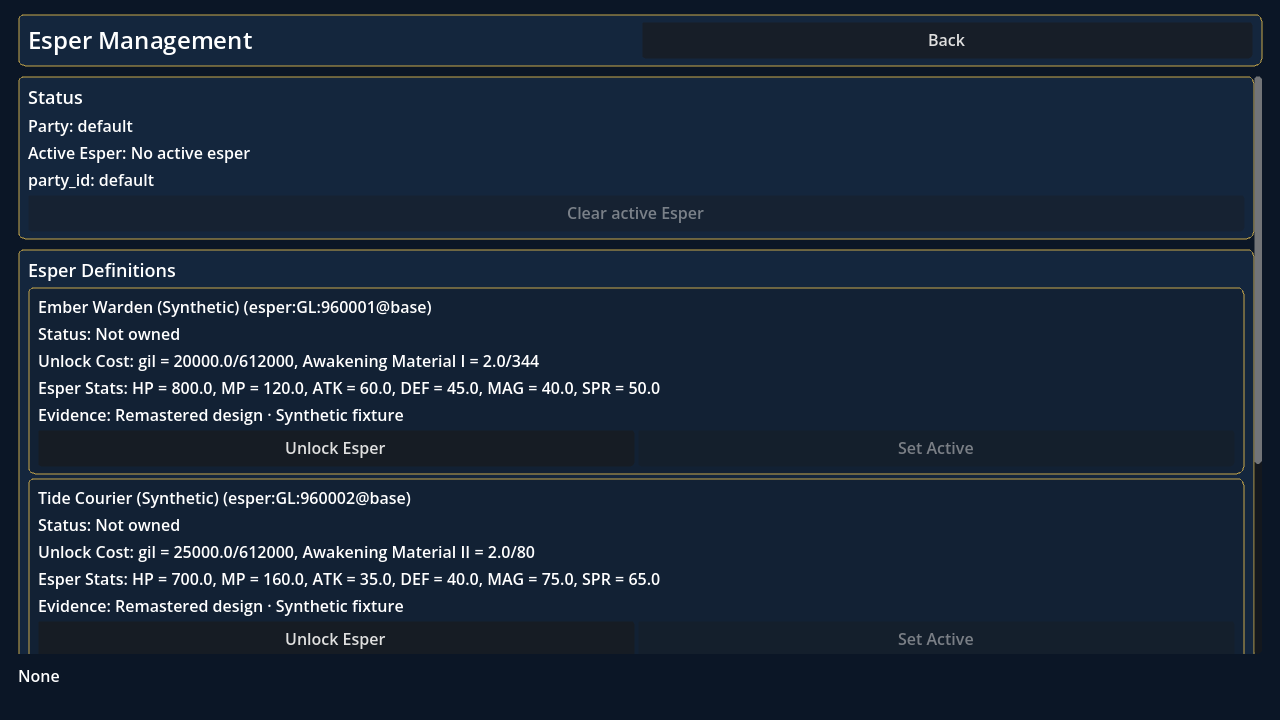 Esper Management
Back
Status
Party: default
Active Esper: No active esper
party_id: default
Clear active Esper
Esper Definitions
Ember Warden (Synthetic) (esper:GL:960001@base)
Status: Not owned
Unlock Cost: gil = 20000.0/612000, Awakening Material I = 2.0/344
Esper Stats: HP = 800.0, MP = 120.0, ATK = 60.0, DEF = 45.0, MAG = 40.0, SPR = 50.0
Evidence: Remastered design · Synthetic fixture
Unlock Esper
Set Active
Tide Courier (Synthetic) (esper:GL:960002@base)
Status: Not owned
Unlock Cost: gil = 25000.0/612000, Awakening Material II = 2.0/80
Esper Stats: HP = 700.0, MP = 160.0, ATK = 35.0, DEF = 40.0, MAG = 75.0, SPR = 65.0
Evidence: Remastered design · Synthetic fixture
Unlock Esper
Set Active
None